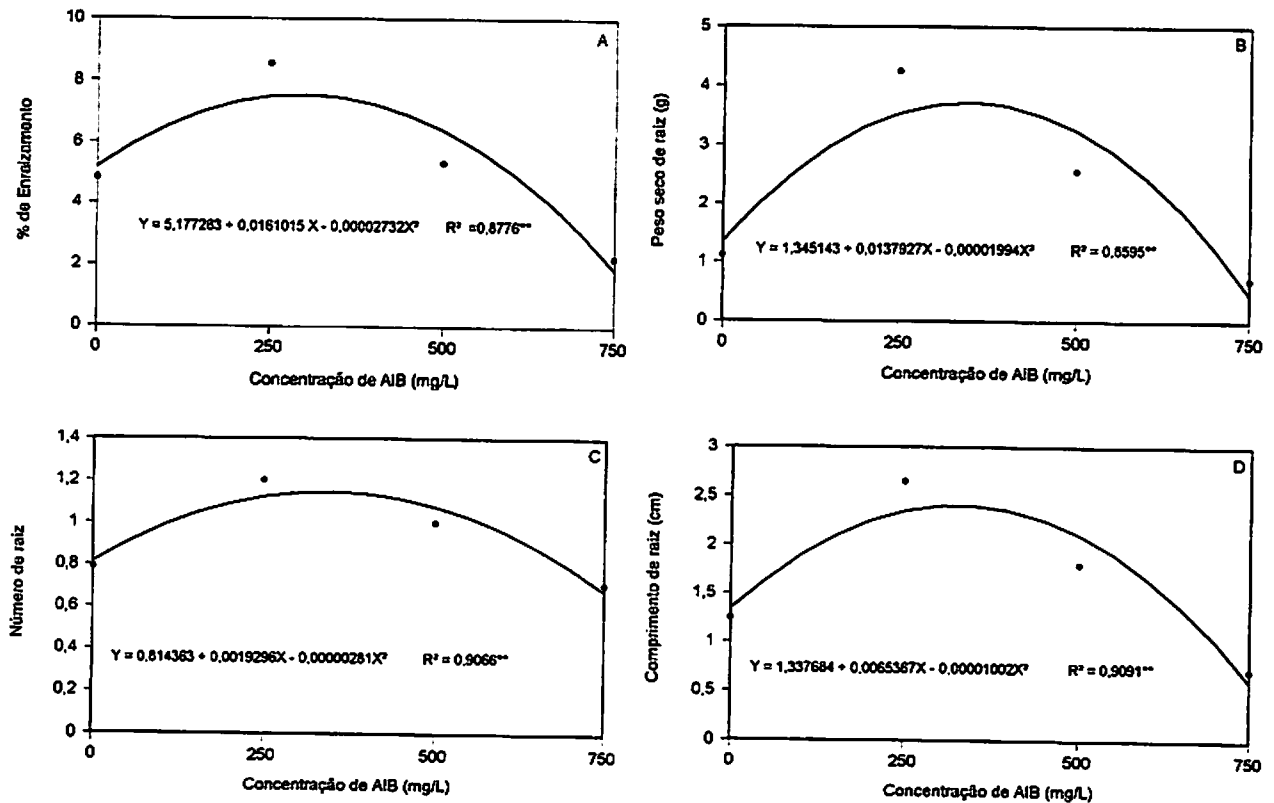 A
10
8
6
4
2
0
% de Enraizamento
Y = 5,177283 + 0,0161015 X - 0,00002732X² R² =0,8776**
0 250 500 750
Concentração de AIB (mg/L)
B
5
4
3
2
1
0
Peso seco de raiz (g)
Y = 1,345143 + 0,0137927X - 0,00001994X² R² = 0,8595**
0 250 500 750
Concentração de AIB (mg/L)
C
1,4
1,2
1
0,8
0,6
0,4
0,2
0
Número de raiz
Y = 0,814363 + 0,0019296X - 0,00000281X² R² = 0,9066**
0 250 500 750
Concentração de AIB (mg/L)
D
3
2,5
2
1,5
1
0,5
0
Comprimento de raiz (cm)
Y = 1,337684 + 0,0065367X - 0,00001002X² R² = 0,9091**
0 250 500 750
Concentração de AIB (mg/L)